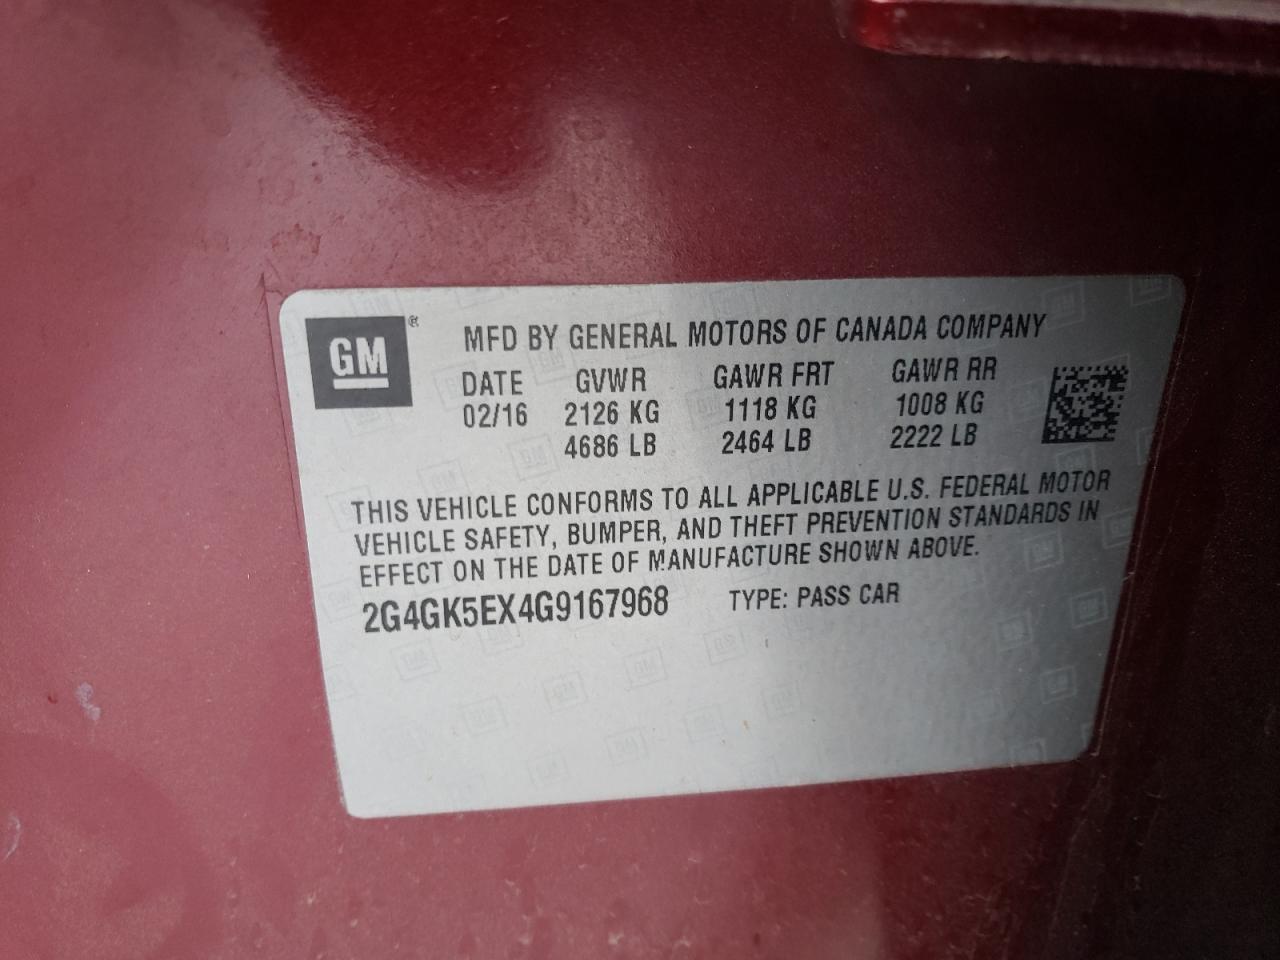 GM ®
MFD BY GENERAL MOTORS OF CANADA COMPANY
DATE GVWR GAWR FRT GAWR RR
02/16 2126 KG 1118 KG 1008 KG
4686 LB 2464 LB 2222 LB
THIS VEHICLE CONFORMS TO ALL APPLICABLE U.S. FEDERAL MOTOR
VEHICLE SAFETY, BUMPER, AND THEFT PREVENTION STANDARDS IN
EFFECT ON THE DATE OF MANUFACTURE SHOWN ABOVE.
2G4GK5EX4G9167968 TYPE: PASS CAR